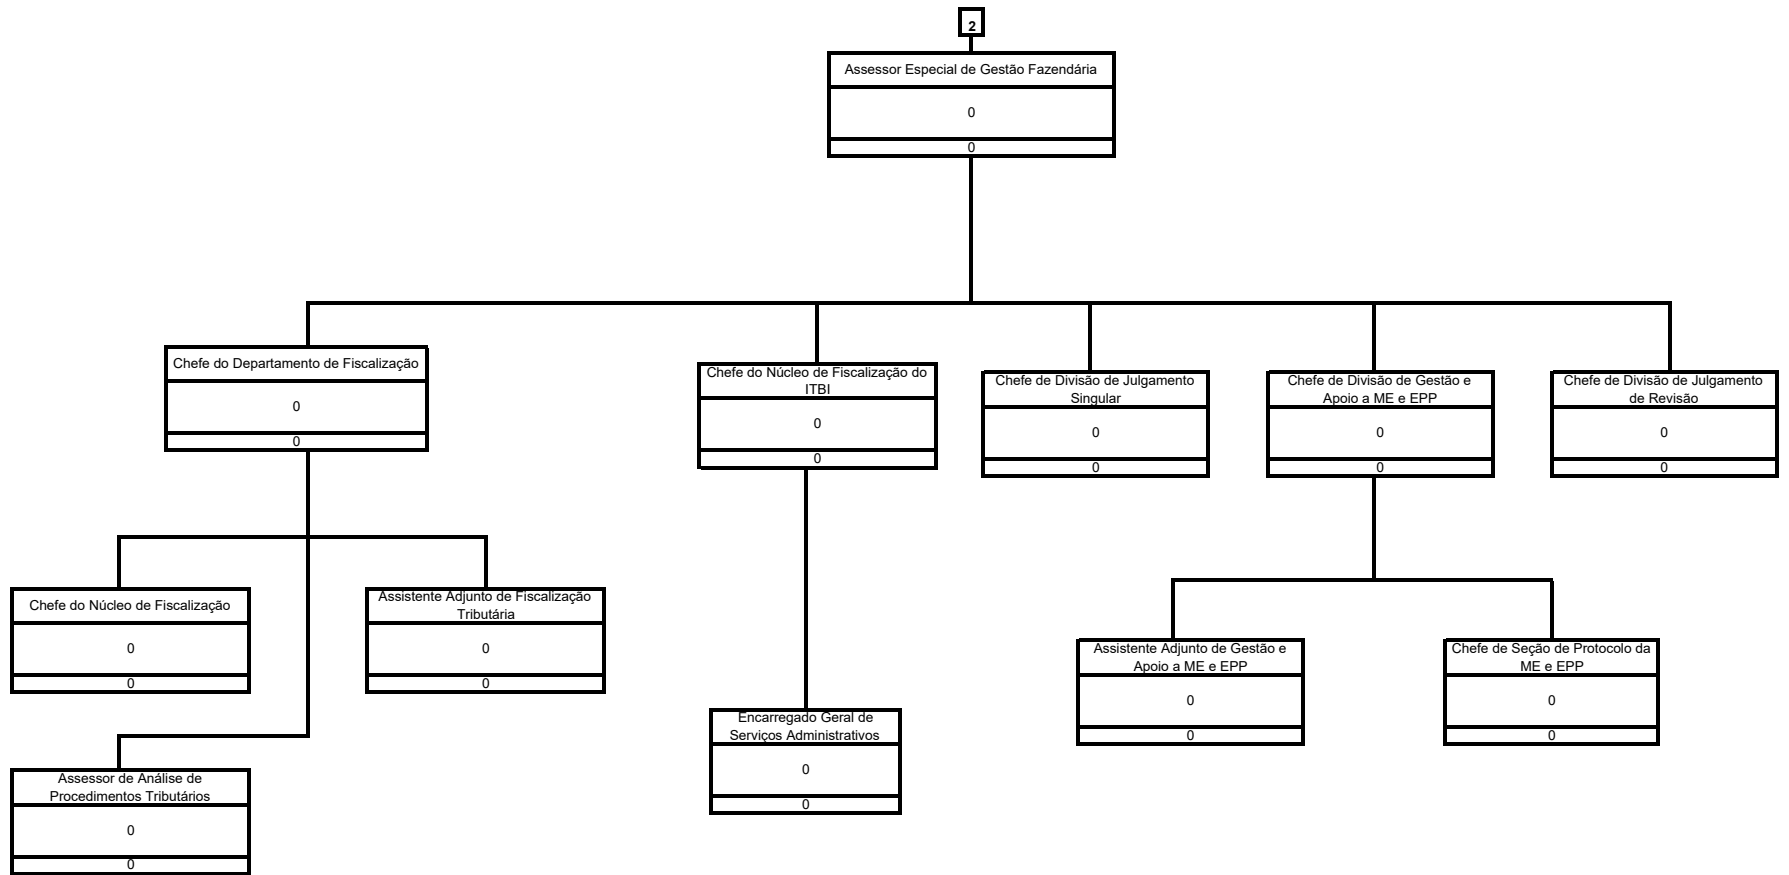 2
Assessor Especial de Gestão Fazendária
0
0
Chefe do Departamento de Fiscalização
0
0
Chefe do Núcleo de Fiscalização do
ITBI
0
0
Chefe de Divisão de Julgamento
Singular
0
0
Chefe de Divisão de Gestão e
Apoio a ME e EPP
0
0
Chefe de Divisão de Julgamento
de Revisão
0
0
Chefe do Núcleo de Fiscalização
0
0
Assistente Adjunto de Fiscalização
Tributária
0
0
Assistente Adjunto de Gestão e
Apoio a ME e EPP
0
0
Chefe de Seção de Protocolo da
ME e EPP
0
0
Encarregado Geral de
Serviços Administrativos
0
0
Assessor de Análise de
Procedimentos Tributários
0
0